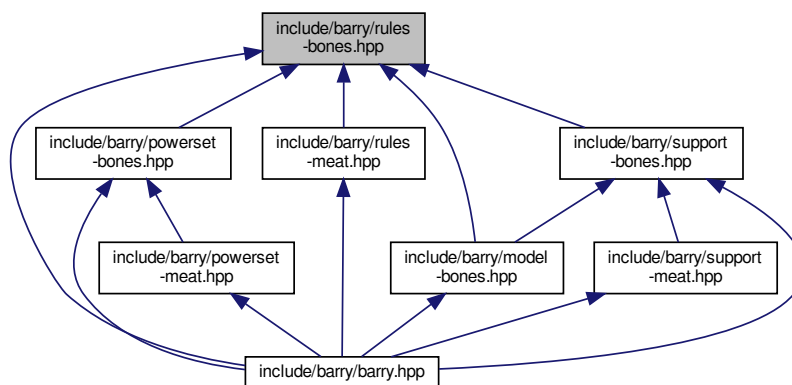 include/barry/rules
-bones.hpp
include/barry/powerset
-bones.hpp
include/barry/rules
-meat.hpp
include/barry/support
-bones.hpp
include/barry/powerset
-meat.hpp
include/barry/model
-bones.hpp
include/barry/support
-meat.hpp
include/barry/barry.hpp